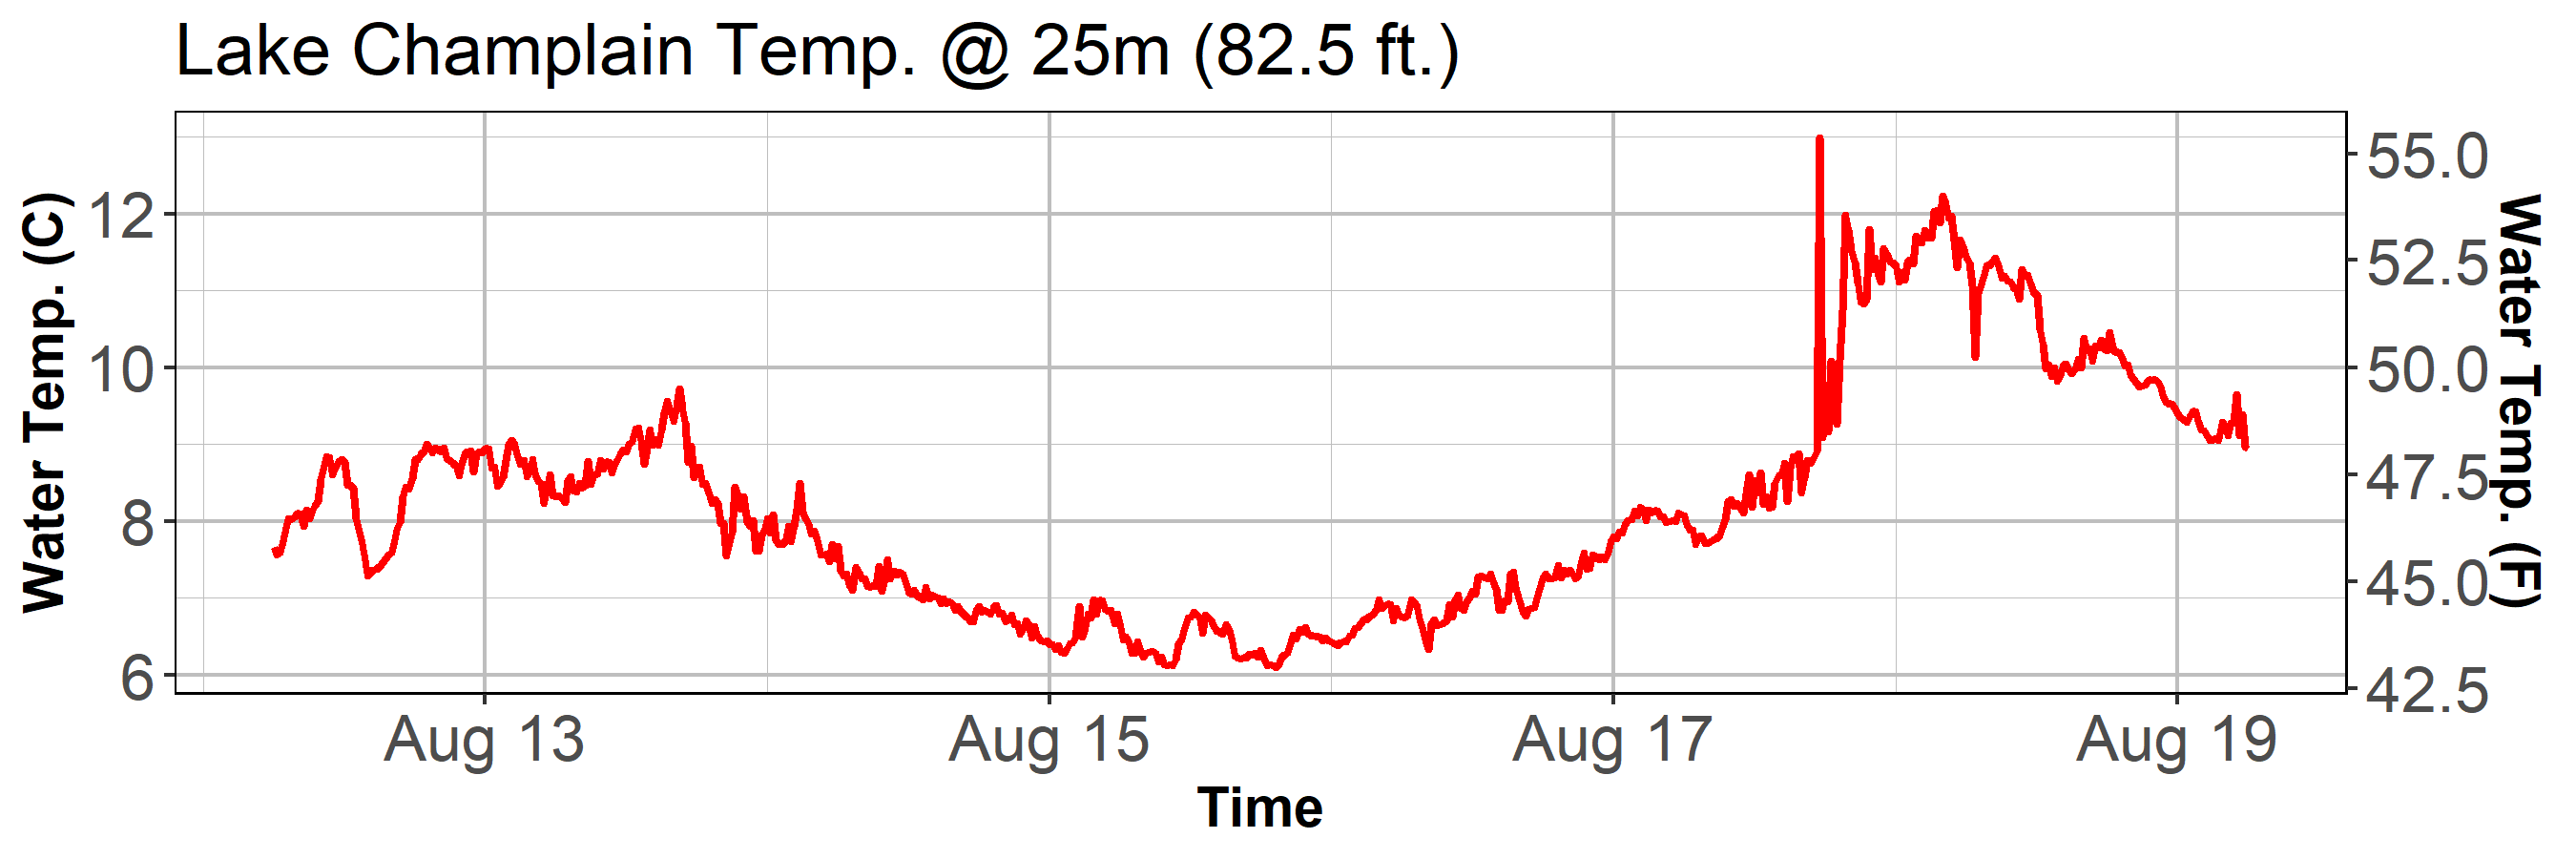 Lake Champlain Temp. @ 25m (82.5 ft.)
Water Temp. (C)
12
10
8
6
55.0
52.5
50.0
47.5
45.0
42.5
Water Temp. (F)
Aug 13 Aug 15 Aug 17 Aug 19
Time